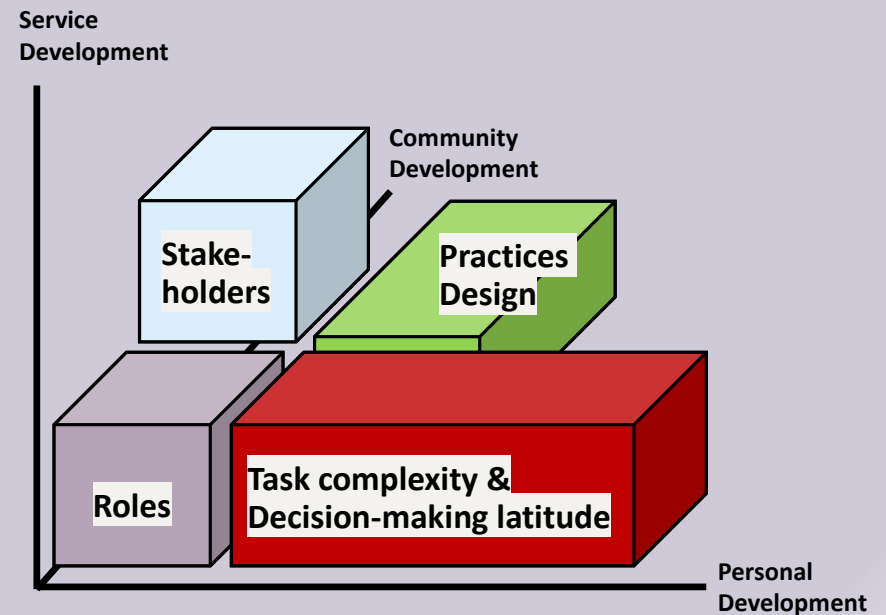 Service
Development
Community
Development
Stake-
holders
Practices
Design
Roles
Task complexity &
Decision-making latitude
Personal
Development